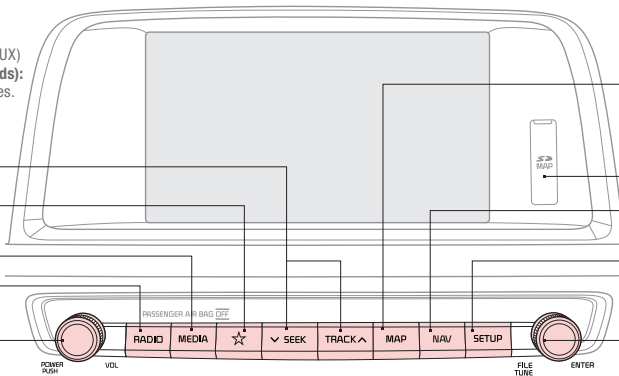 UX)
ds):
es.
SD
MAP
PASSENGER AIR BAG OFF
RADIO MEDIA ☆ ∨ SEEK TRACK ∧ MAP NAV SETUP
POWER
PUSH
VOL
FILE
TUNE
ENTER